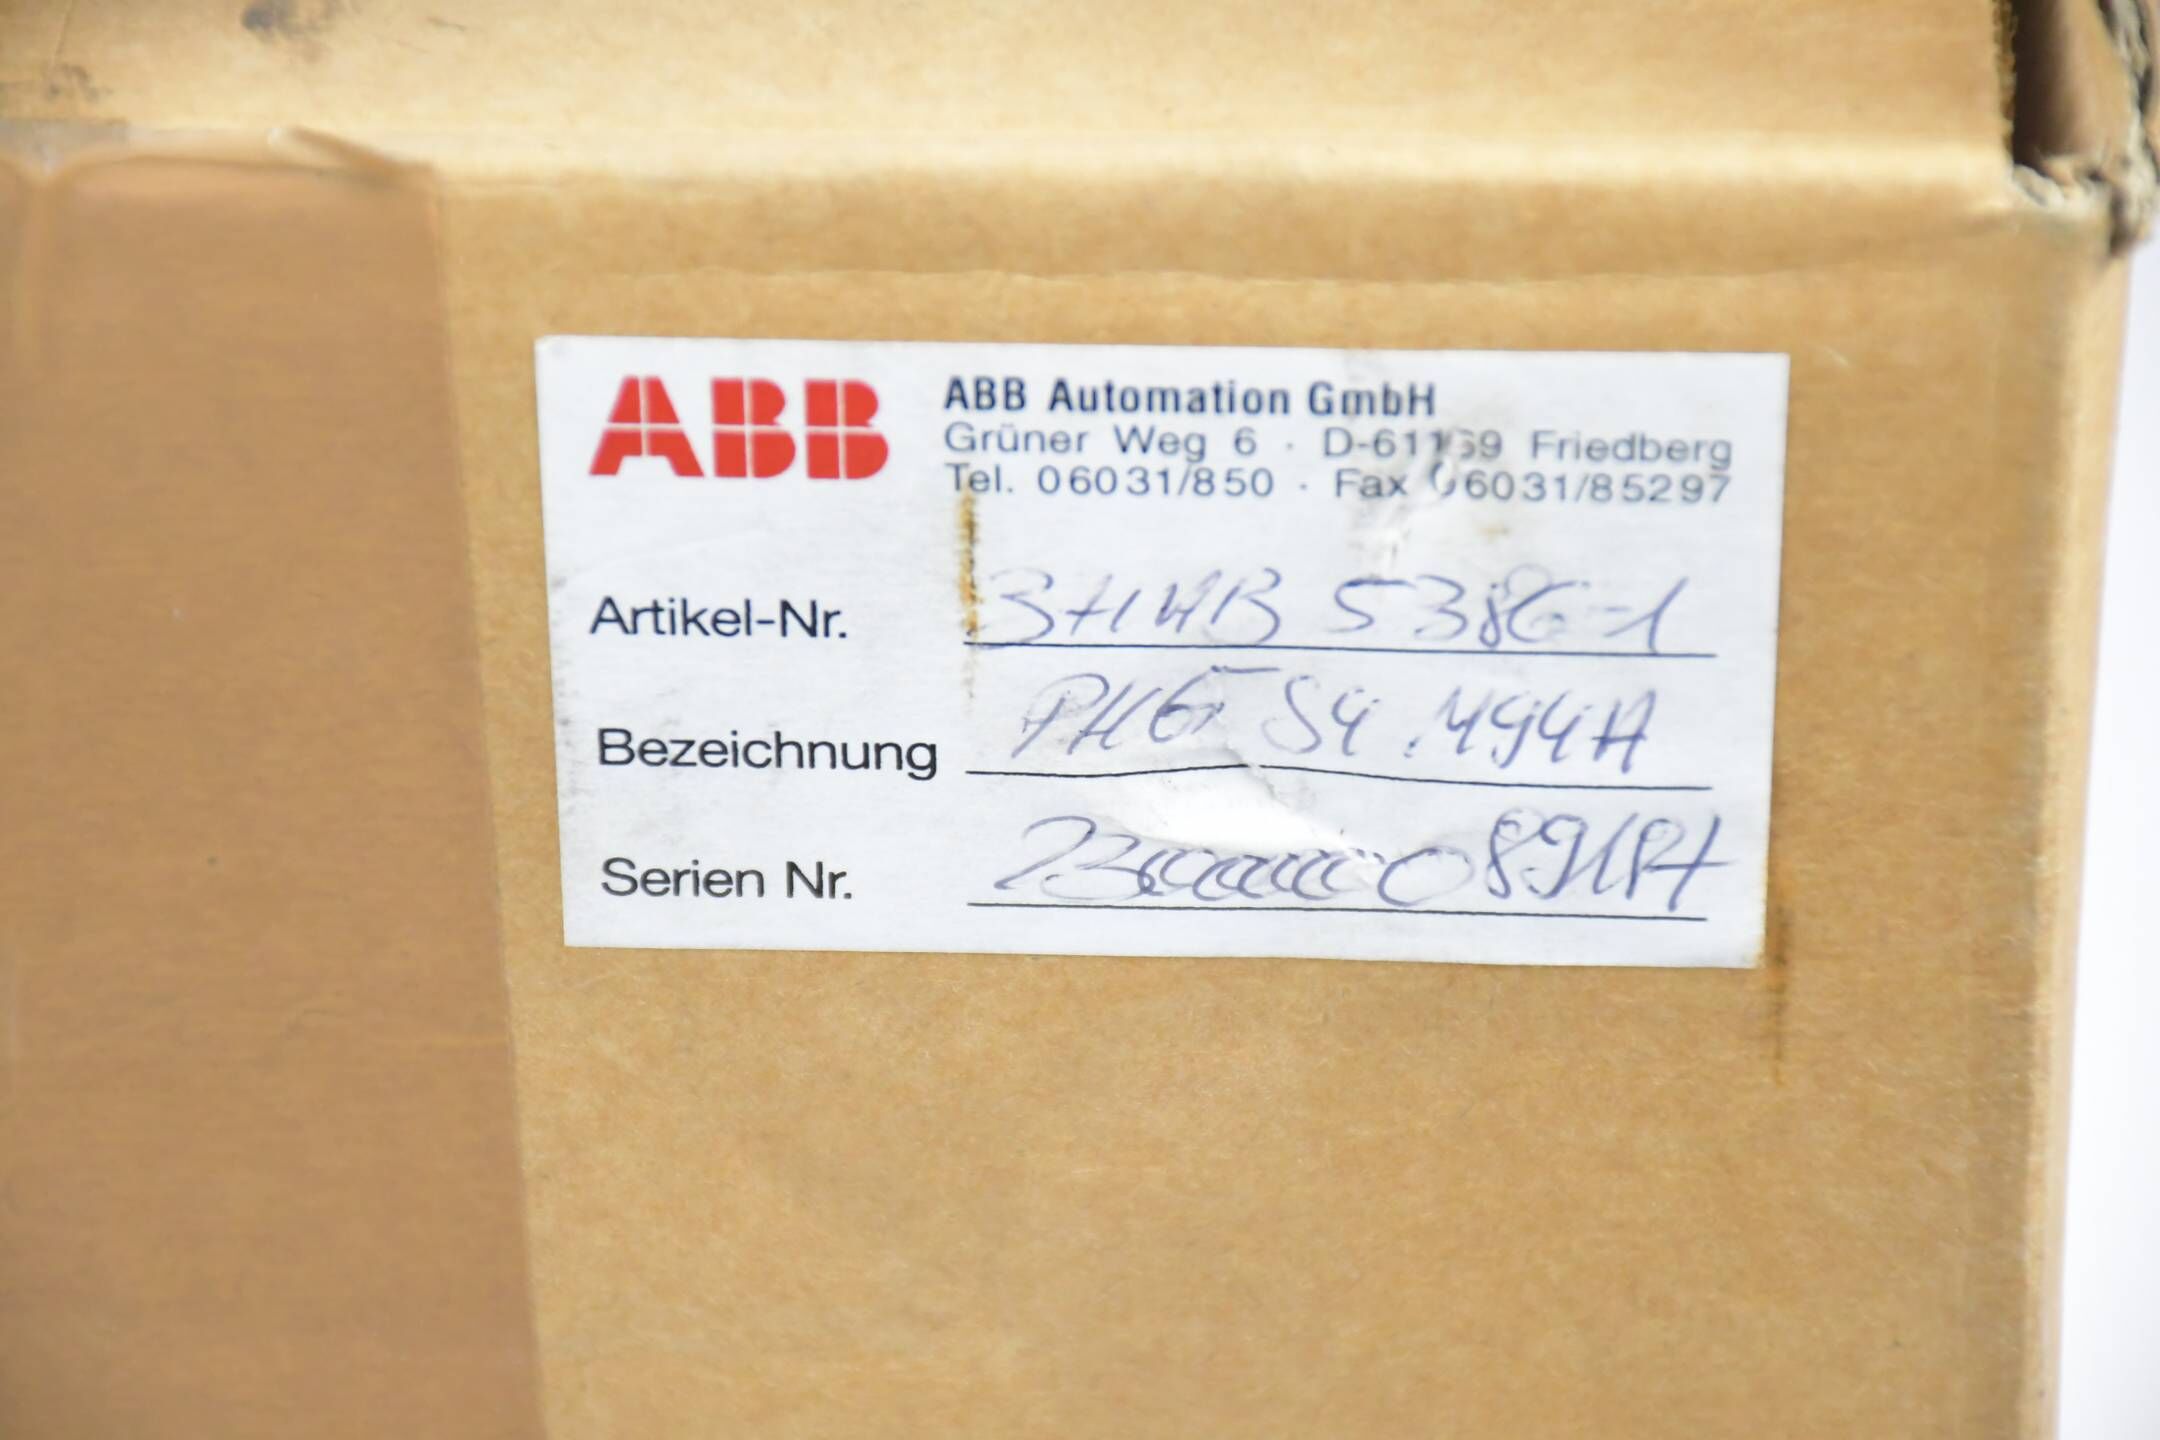 ABB
ABB Automation GmbH
Grüner Weg 6 · D-61169 Friedberg
Tel. 06031/850 · Fax 06031/85297
Artikel-Nr. 3HAB 5386-1
Bezeichnung S4
Serien Nr.